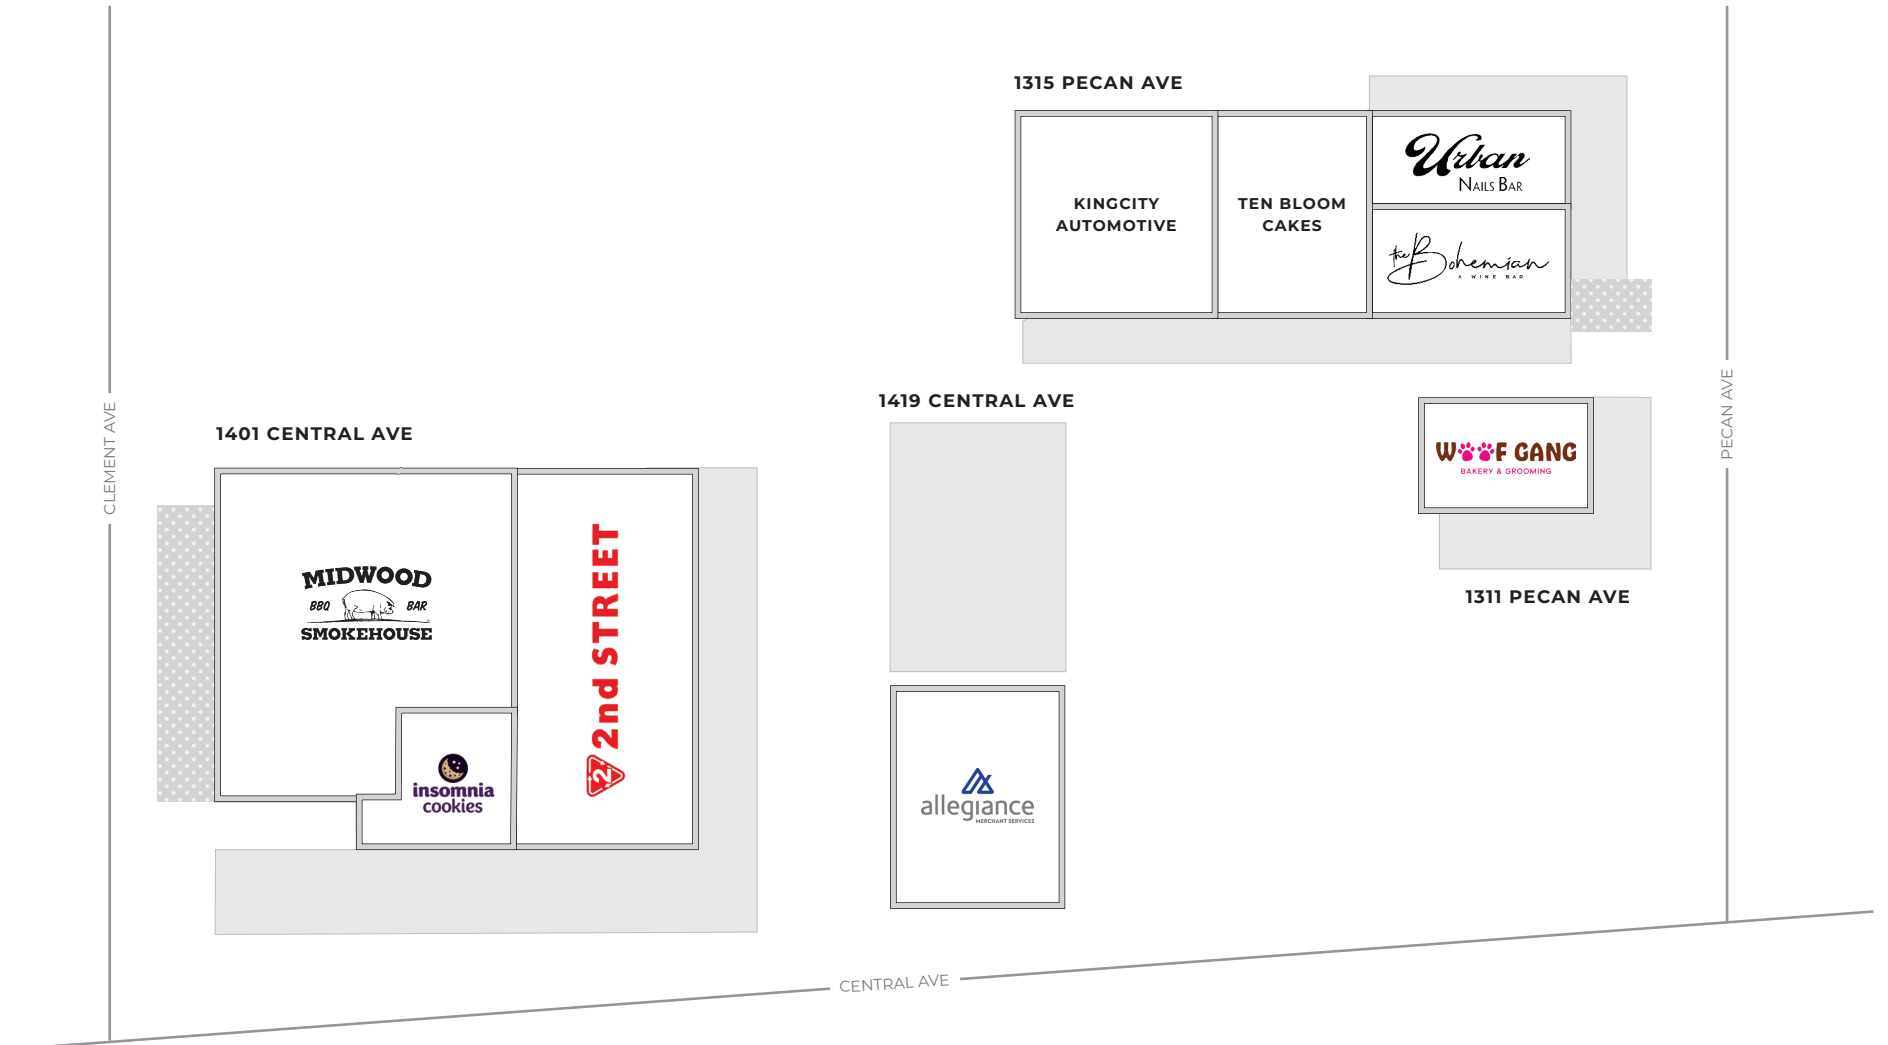 1315 PECAN AVE
KINGCITY
AUTOMOTIVE
TEN BLOOM
CAKES
Urban
NAILS BAR
the Bohemian
A WINE BAR
CLEMENT AVE
PECAN AVE
1401 CENTRAL AVE
MIDWOOD
BBQ BAR
SMOKEHOUSE
insomnia
cookies
2 2nd STREET
1419 CENTRAL AVE
allegiance
MERCHANT SERVICES
WOOF GANG
BAKERY & GROOMING
1311 PECAN AVE
CENTRAL AVE